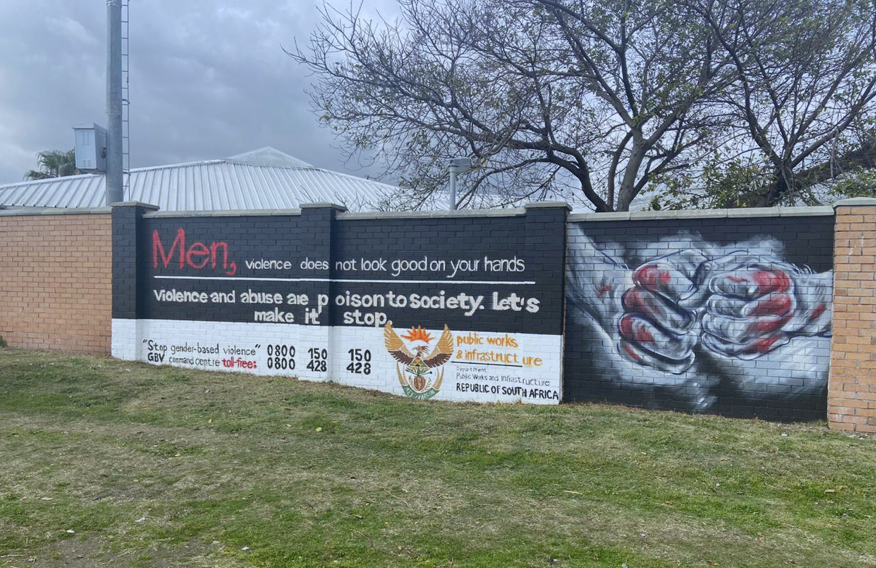 Men, violence does not look good on your hands
violence and abuse are poison to society. Let's
make it stop.
"Stop gender-based violence" 0800 150 150
GBV command centre toll-free: 0800 428 428
public works
& infrastructure
Department:
Public Works and Infrastructure
REPUBLIC OF SOUTH AFRICA